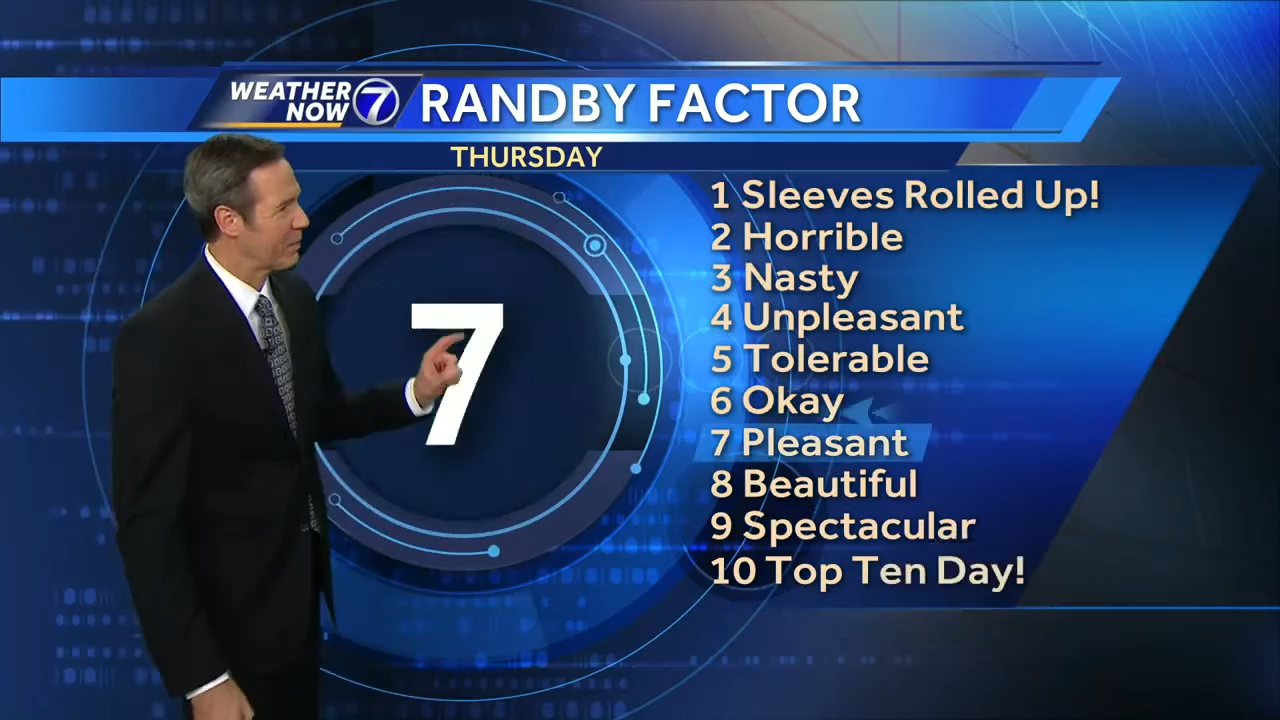 WEATHER
NOW 7
RANDBY FACTOR
THURSDAY
7
1 Sleeves Rolled Up!
2 Horrible
3 Nasty
4 Unpleasant
5 Tolerable
6 Okay
7 Pleasant
8 Beautiful
9 Spectacular
10 Top Ten Day!